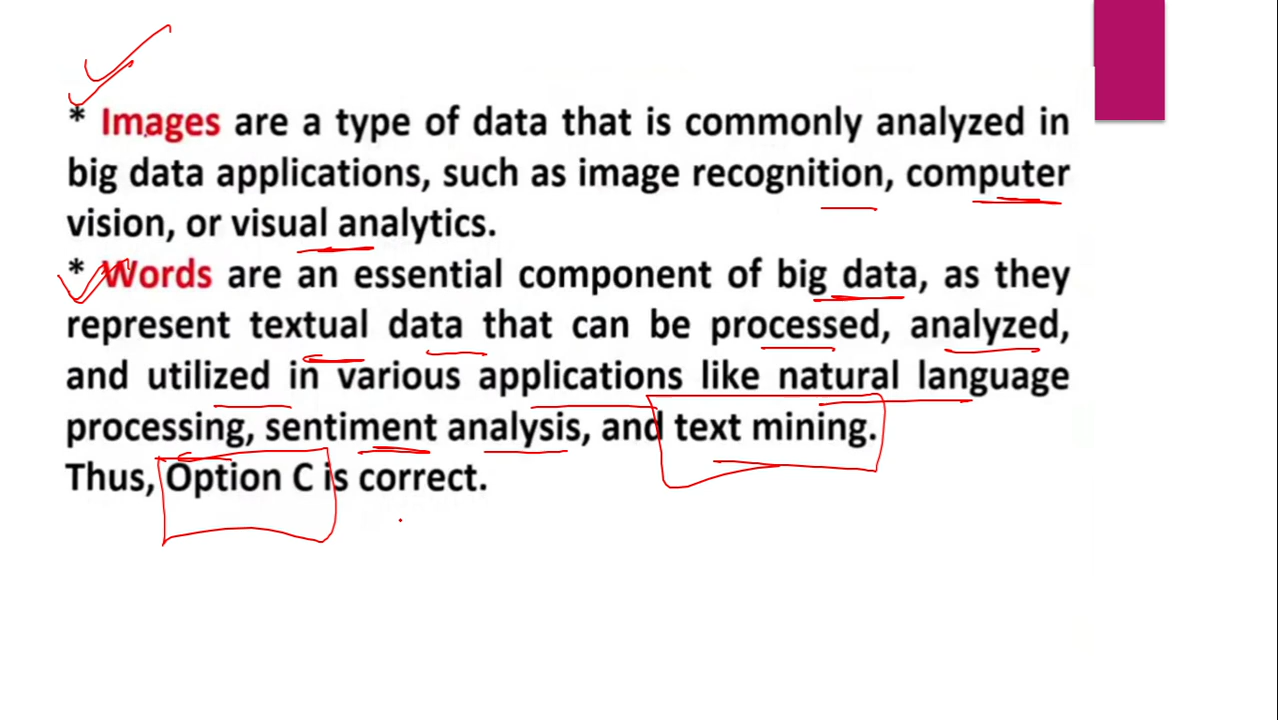 * Images are a type of data that is commonly analyzed in
big data applications, such as image recognition, computer
vision, or visual analytics.
* Words are an essential component of big data, as they
represent textual data that can be processed, analyzed,
and utilized in various applications like natural language
processing, sentiment analysis, and text mining.
Thus, Option C is correct.